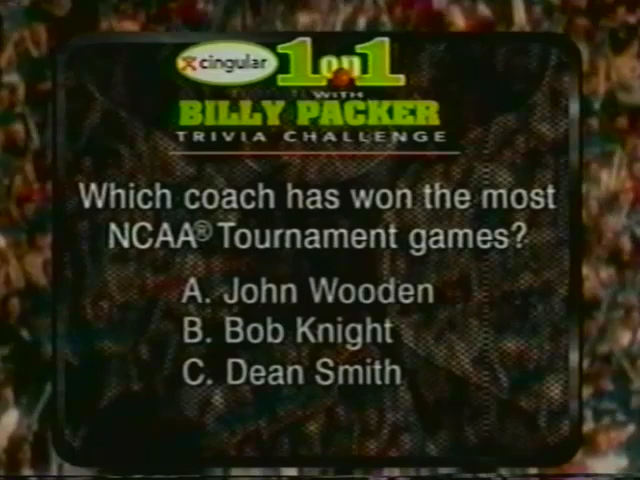 cingular 1 on 1
WITH
BILLY PACKER
TRIVIA CHALLENGE
Which coach has won the most
NCAA® Tournament games?
A. John Wooden
B. Bob Knight
C. Dean Smith